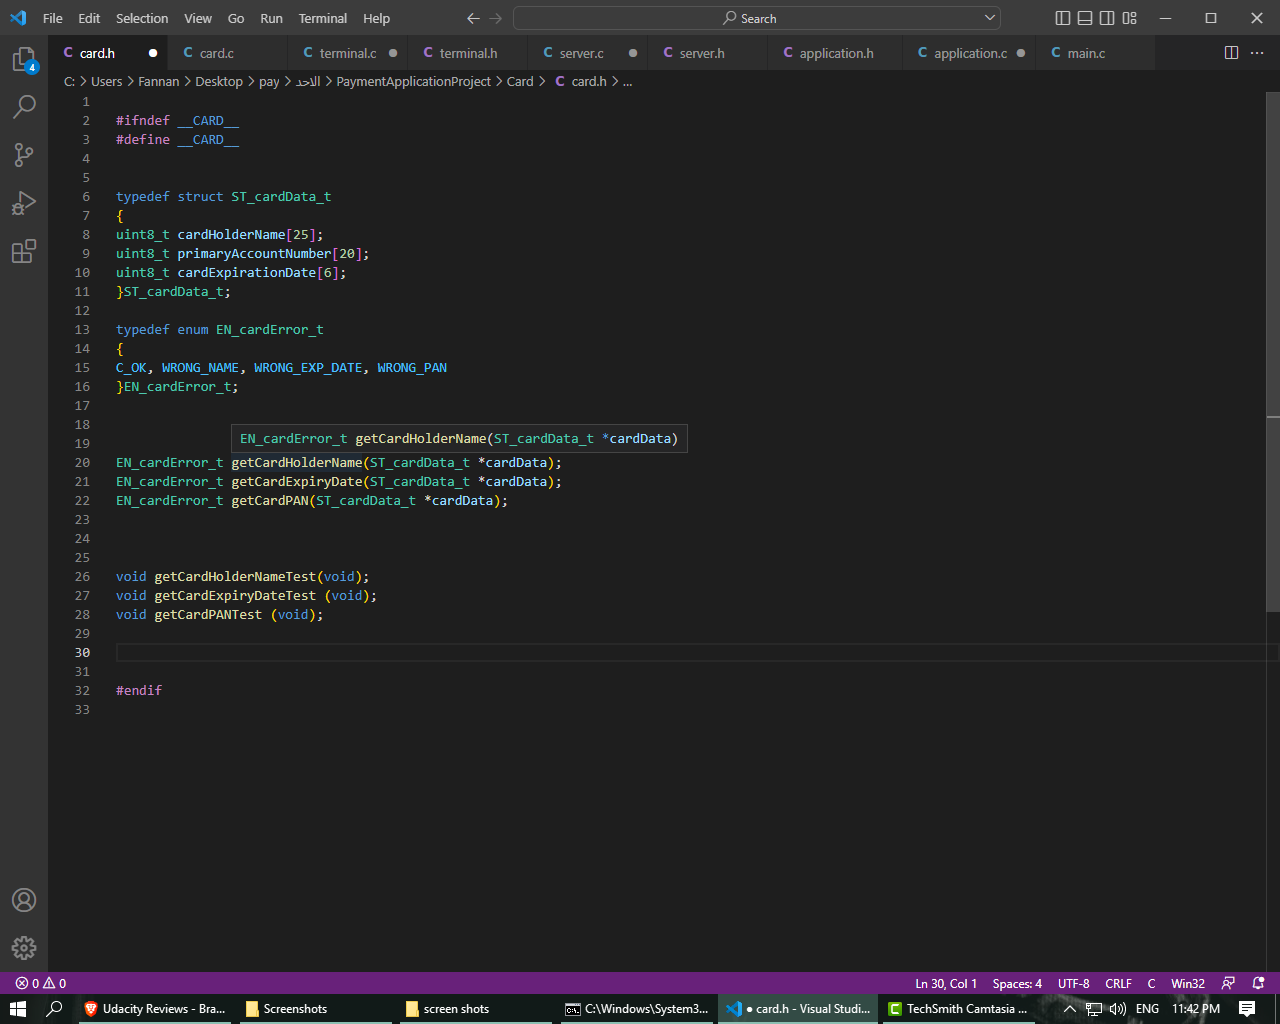 File Edit Selection View Go Run Terminal Help
Search
card.h card.c terminal.c terminal.h server.c server.h application.h application.c main.c
C: > Users > Fannan > Desktop > pay > الاحد > PaymentApplicationProject > Card > C card.h > ...
4
1
2 #ifndef __CARD__
3 #define __CARD__
4
5
6 typedef struct ST_cardData_t
7 {
8 uint8_t cardHolderName[25];
9 uint8_t primaryAccountNumber[20];
10 uint8_t cardExpirationDate[6];
11 }ST_cardData_t;
12
13 typedef enum EN_cardError_t
14 {
15 C_OK, WRONG_NAME, WRONG_EXP_DATE, WRONG_PAN
16 }EN_cardError_t;
17
18
EN_cardError_t getCardHolderName(ST_cardData_t *cardData)
19
20 EN_cardError_t getCardHolderName(ST_cardData_t *cardData);
21 EN_cardError_t getCardExpiryDate(ST_cardData_t *cardData);
22 EN_cardError_t getCardPAN(ST_cardData_t *cardData);
23
24
25
26 void getCardHolderNameTest(void);
27 void getCardExpiryDateTest (void);
28 void getCardPANTest (void);
29
30
31
32 #endif
33
0 0 Ln 30, Col 1 Spaces: 4 UTF-8 CRLF C Win32
Udacity Reviews - Bra... Screenshots screen shots C:\Windows\System3... ● card.h - Visual Studi... TechSmith Camtasia ... ENG 11:42 PM